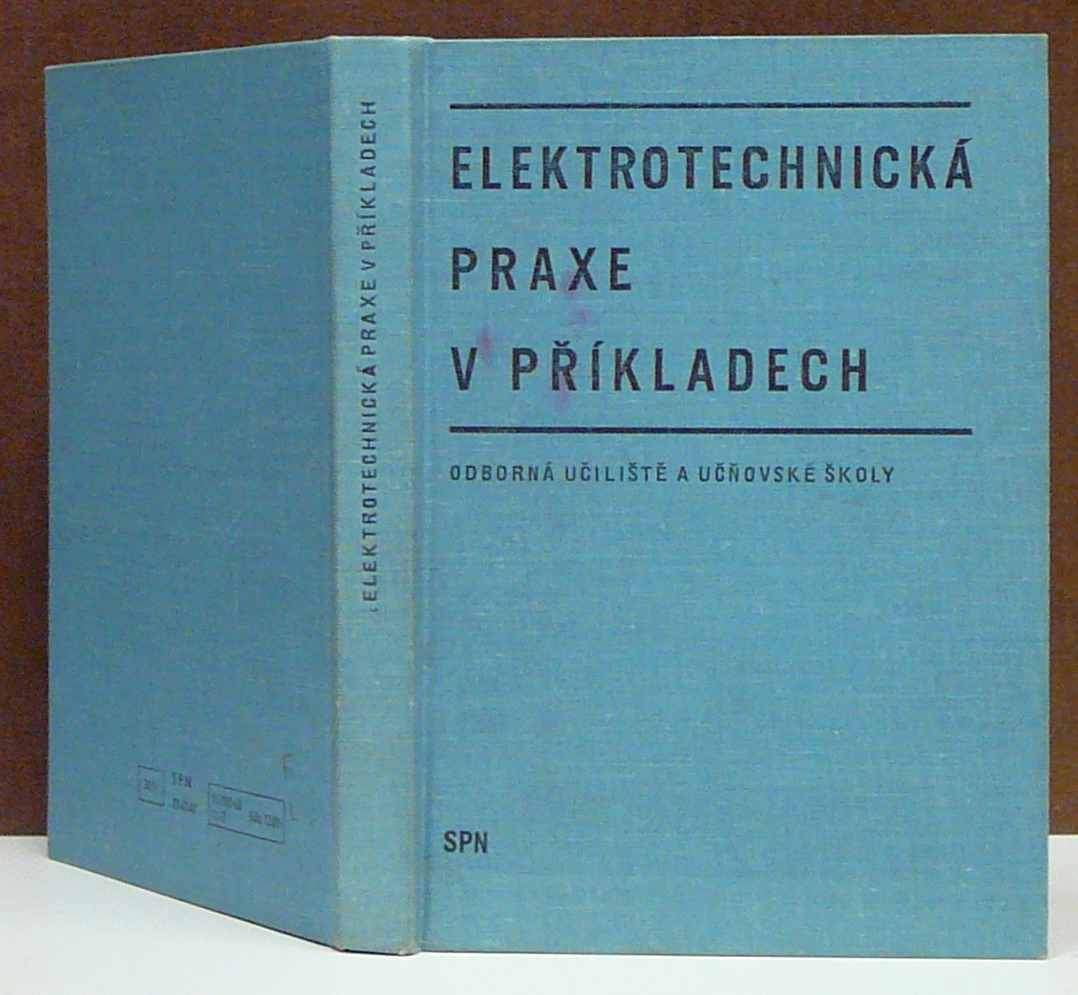 ELEKTROTECHNICKÁ
PRAXE
V PŘÍKLADECH
ODBORNÁ UČILIŠTĚ A UČŇOVSKÉ ŠKOLY
SPN
ELEKTROTECHNICKÁ PRAXE V PŘÍKLADECH
SPN